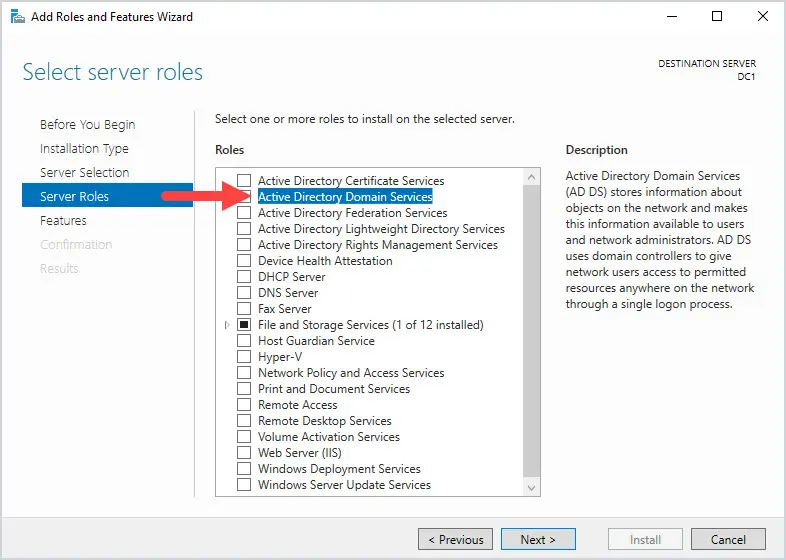 Add Roles and Features Wizard
Select server roles
DESTINATION SERVER
DC1
Before You Begin
Installation Type
Server Selection
Server Roles
Features
Confirmation
Results
Select one or more roles to install on the selected server.
Roles
Active Directory Certificate Services
Active Directory Domain Services
Active Directory Federation Services
Active Directory Lightweight Directory Services
Active Directory Rights Management Services
Device Health Attestation
DHCP Server
DNS Server
Fax Server
File and Storage Services (1 of 12 installed)
Host Guardian Service
Hyper-V
Network Policy and Access Services
Print and Document Services
Remote Access
Remote Desktop Services
Volume Activation Services
Web Server (IIS)
Windows Deployment Services
Windows Server Update Services
Description
Active Directory Domain Services
(AD DS) stores information about
objects on the network and makes
this information available to users
and network administrators. AD DS
uses domain controllers to give
network users access to permitted
resources anywhere on the network
through a single logon process.
< Previous
Next >
Install
Cancel